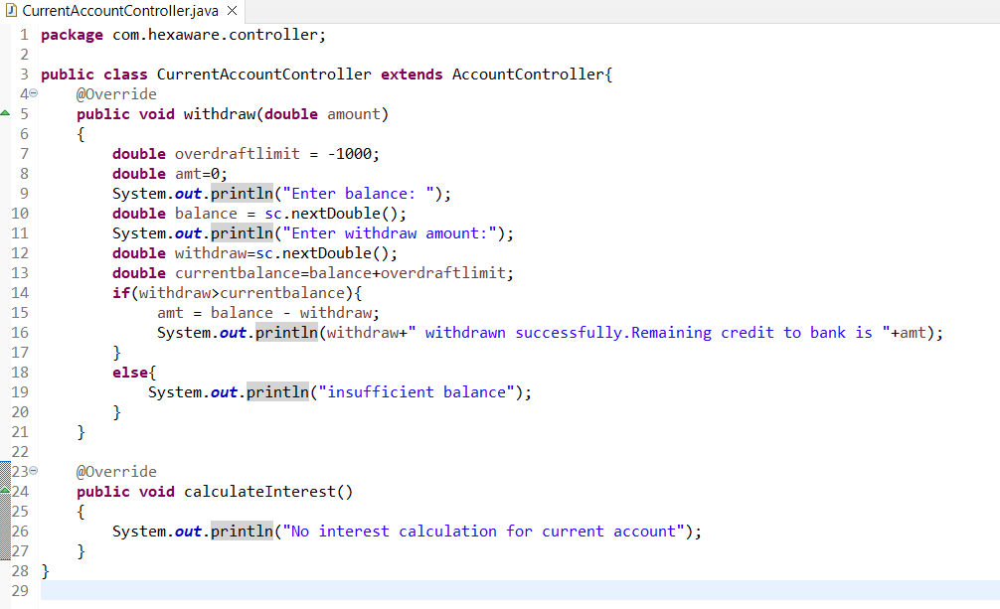 CurrentAccountController.java
1 package com.hexaware.controller;
2
3 public class CurrentAccountController extends AccountController{
4 @Override
5 public void withdraw(double amount)
6 {
7 double overdraftlimit = -1000;
8 double amt=0;
9 System.out.println("Enter balance: ");
10 double balance = sc.nextDouble();
11 System.out.println("Enter withdraw amount:");
12 double withdraw=sc.nextDouble();
13 double currentbalance=balance+overdraftlimit;
14 if(withdraw>currentbalance){
15 amt = balance - withdraw;
16 System.out.println(withdraw+" withdrawn successfully.Remaining credit to bank is "+amt);
17 }
18 else{
19 System.out.println("insufficient balance");
20 }
21 }
22
23 @Override
24 public void calculateInterest()
25 {
26 System.out.println("No interest calculation for current account");
27 }
28 }
29